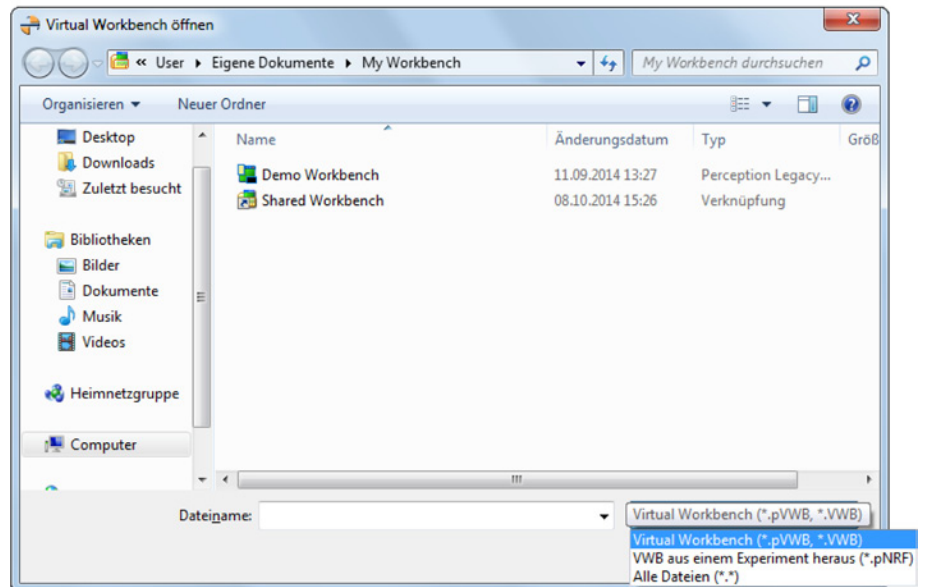 Virtual Workbench öffnen
« User ▸ Eigene Dokumente ▸ My Workbench
My Workbench durchsuchen
Organisieren ▾ Neuer Ordner
Desktop
Downloads
Zuletzt besucht
Bibliotheken
Bilder
Dokumente
Musik
Videos
Heimnetzgruppe
Computer
Name Änderungsdatum Typ Größ
Demo Workbench 11.09.2014 13:27 Perception Legacy...
Shared Workbench 08.10.2014 15:26 Verknüpfung
Dateiname:
Virtual Workbench (*.pVWB, *.VWB)
Virtual Workbench (*.pVWB, *.VWB)
VWB aus einem Experiment heraus (*.pNRF)
Alle Dateien (*.*)